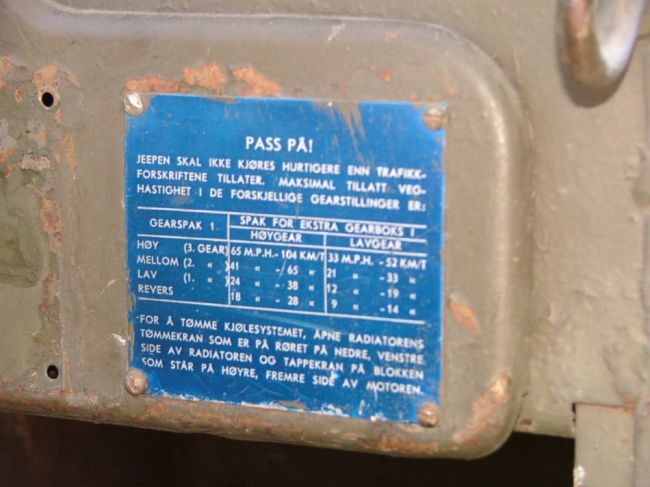 PASS PÅ!
JEEPEN SKAL IKKE KJØRES HURTIGERE ENN TRAFIKK-
FORSKRIFTENE TILLATER. MAKSIMAL TILLATT VEG-
HASTIGHET I DE FORSKJELLIGE GEARSTILLINGER ER:
GEARSPAK 1 SPAK FOR EKSTRA GEARBOKS I
HØYGEAR LAVGEAR
HØY (3. GEAR) 65 M.P.H.- 104 KM/T 33 M.P.H. - 52 KM/T
MELLOM (2. « ) 41 « - 65 « 21 « - 33 «
LAV (1. « ) 24 « - 38 « 12 « - 19 «
REVERS 18 « - 28 « 9 « - 14 «
FOR Å TØMME KJØLESYSTEMET, ÅPNE RADIATORENS
TØMMEKRAN SOM ER PÅ RØRET PÅ NEDRE, VENSTRE
SIDE AV RADIATOREN OG TAPPEKRAN PÅ BLOKKEN
SOM STÅR PÅ HØYRE, FREMRE SIDE AV MOTOREN.